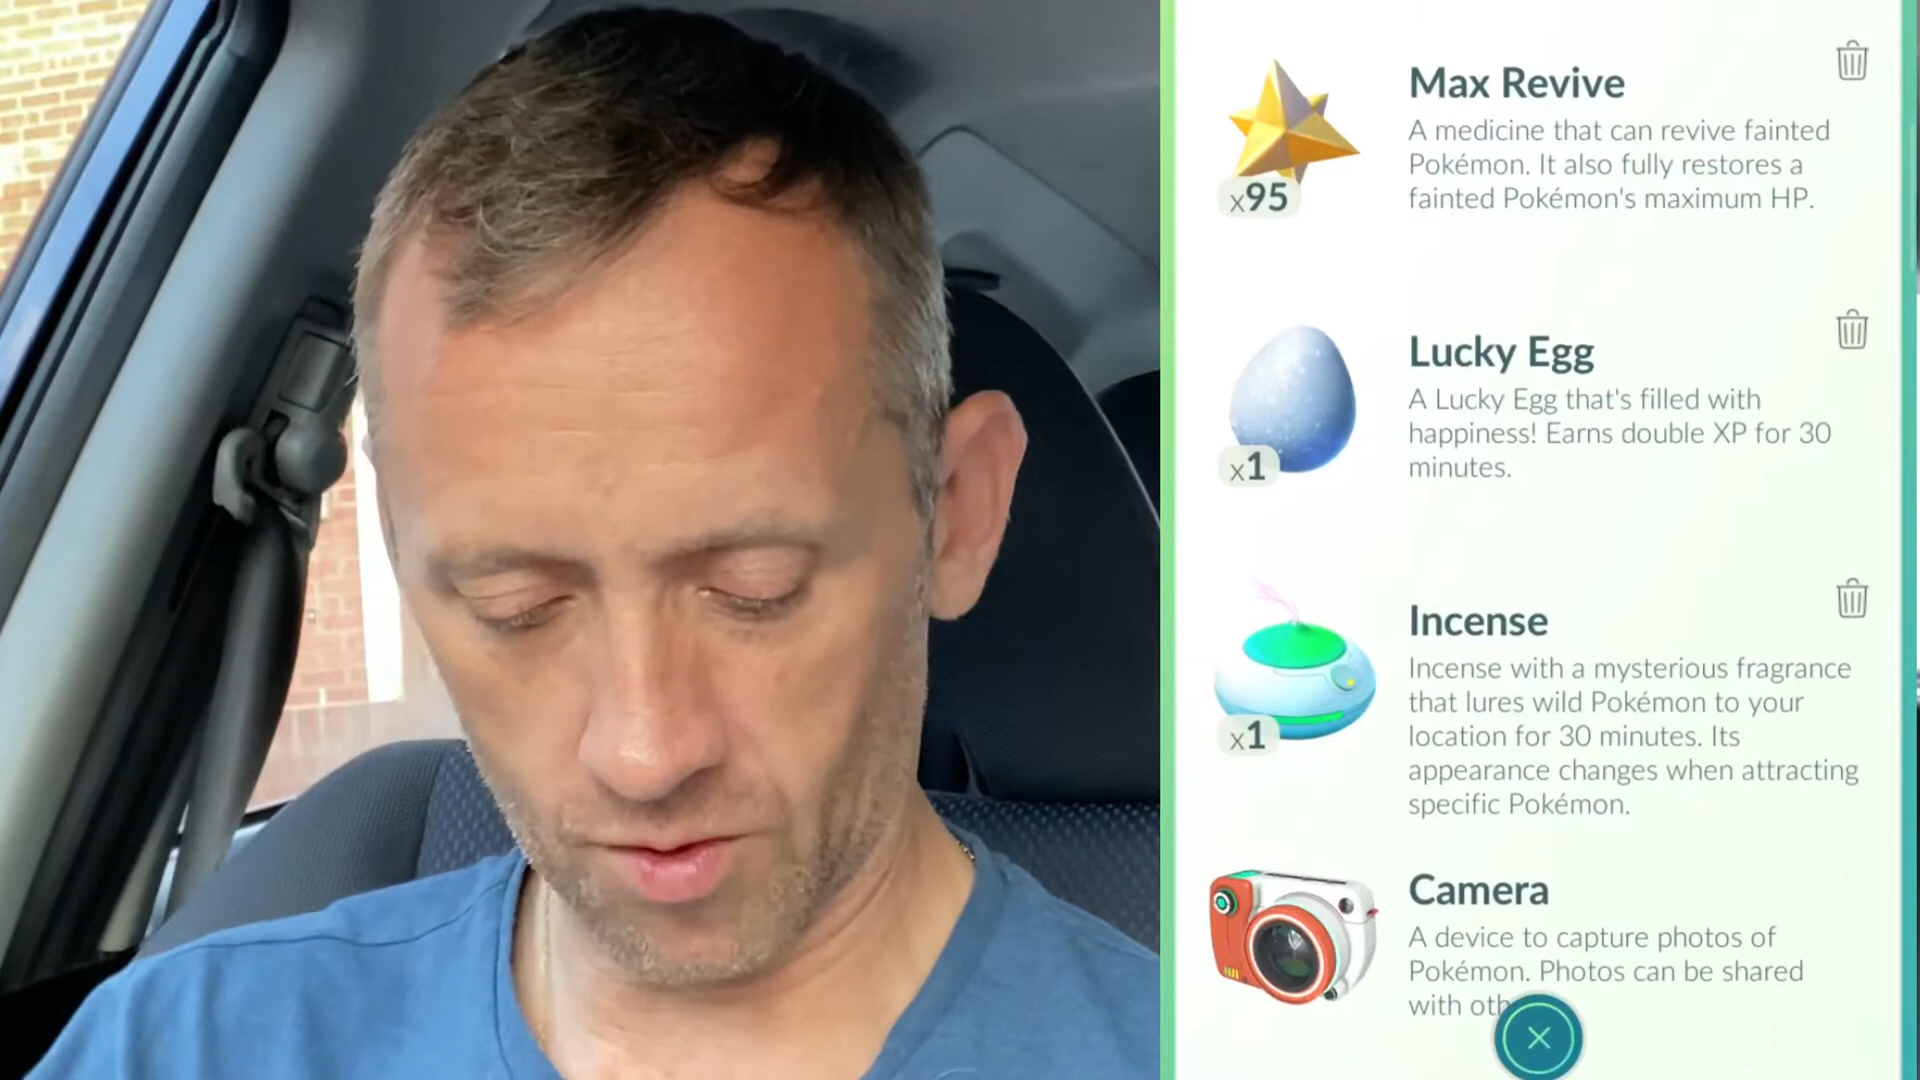 Max Revive
A medicine that can revive fainted
Pokémon. It also fully restores a
fainted Pokémon's maximum HP.
x95
Lucky Egg
A Lucky Egg that's filled with
happiness! Earns double XP for 30
minutes.
x1
Incense
Incense with a mysterious fragrance
that lures wild Pokémon to your
location for 30 minutes. Its
appearance changes when attracting
specific Pokémon.
x1
Camera
A device to capture photos of
Pokémon. Photos can be shared
with